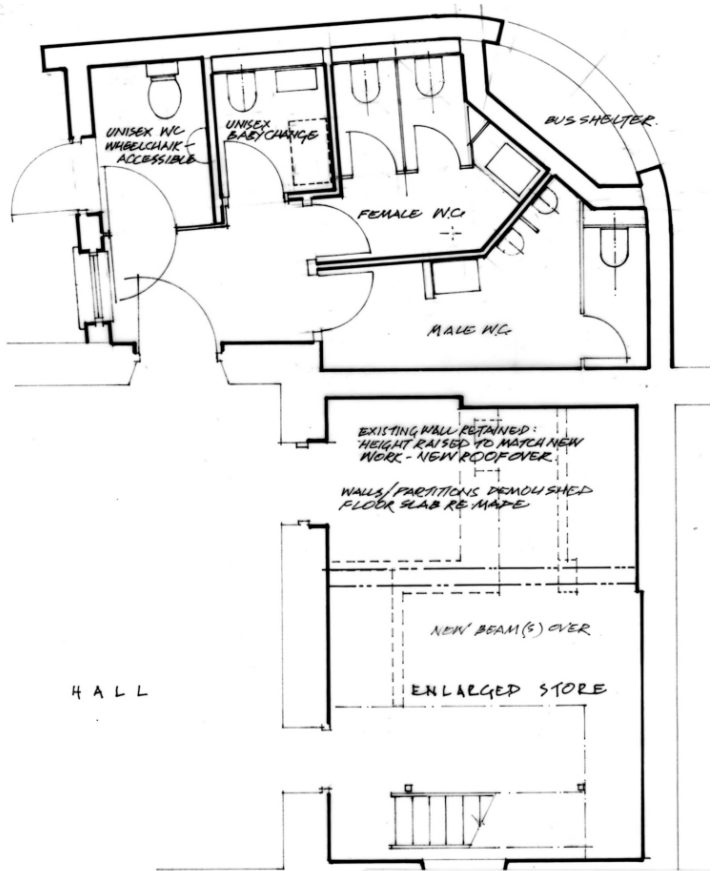 UNISEX WC
WHEELCHAIR-
ACCESSIBLE
UNISEX
BABYCHANGE
BUS SHELTER.
FEMALE W.C.
MALE W.C.
EXISTING WALL RETAINED:
HEIGHT RAISED TO MATCH NEW
WORK - NEW ROOF OVER
WALLS/PARTITIONS DEMOLISHED
FLOOR SLAB RE MADE
NEW BEAM(S) OVER
HALL
ENLARGED STORE